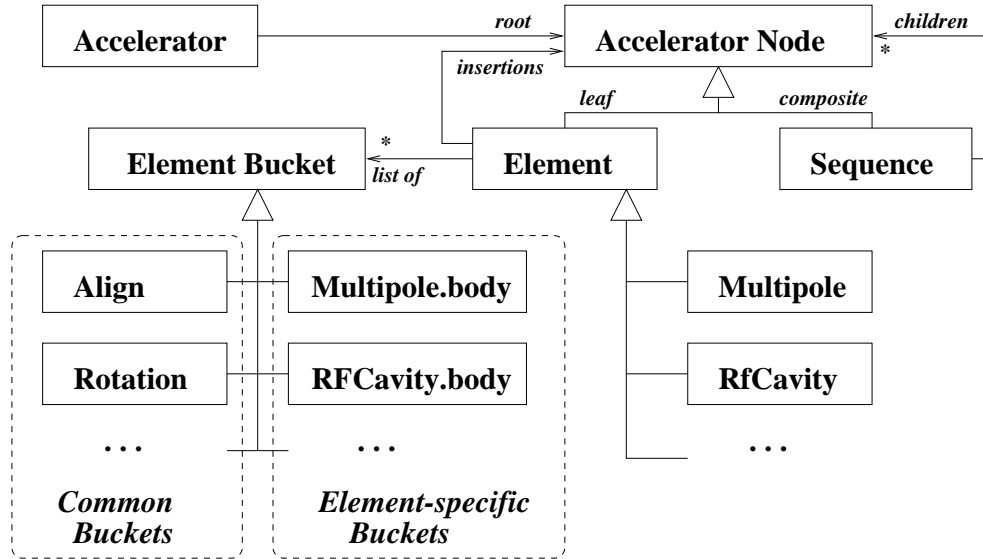 Accelerator
root
Accelerator Node
children
*
insertions
leaf
composite
Element Bucket
*
list of
Element
Sequence
Align
Multipole.body
Multipole
Rotation
RFCavity.body
RfCavity
...
...
...
Common
Buckets
Element-specific
Buckets